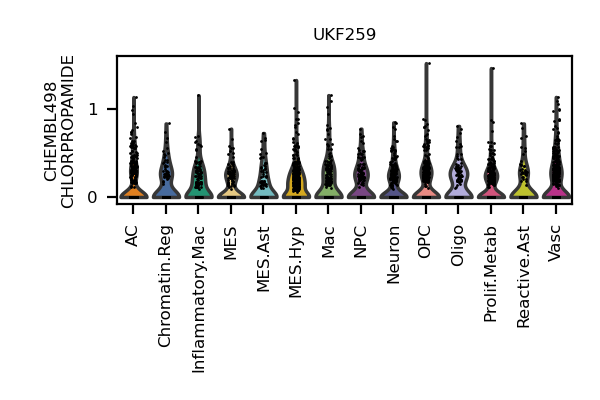 UKF259
CHEMBL498
CHLORPROPAMIDE
1
0
AC
Chromatin.Reg
Inflammatory.Mac
MES
MES.Ast
MES.Hyp
Mac
NPC
Neuron
OPC
Oligo
Prolif.Metab
Reactive.Ast
Vasc